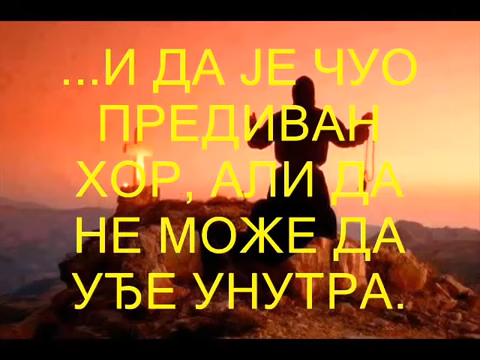 ...И ДА ЈЕ ЧУО
ПРЕДИВАН
ХОР, АЛИ ДА
НЕ МОЖЕ ДА
УЂЕ УНУТРА.